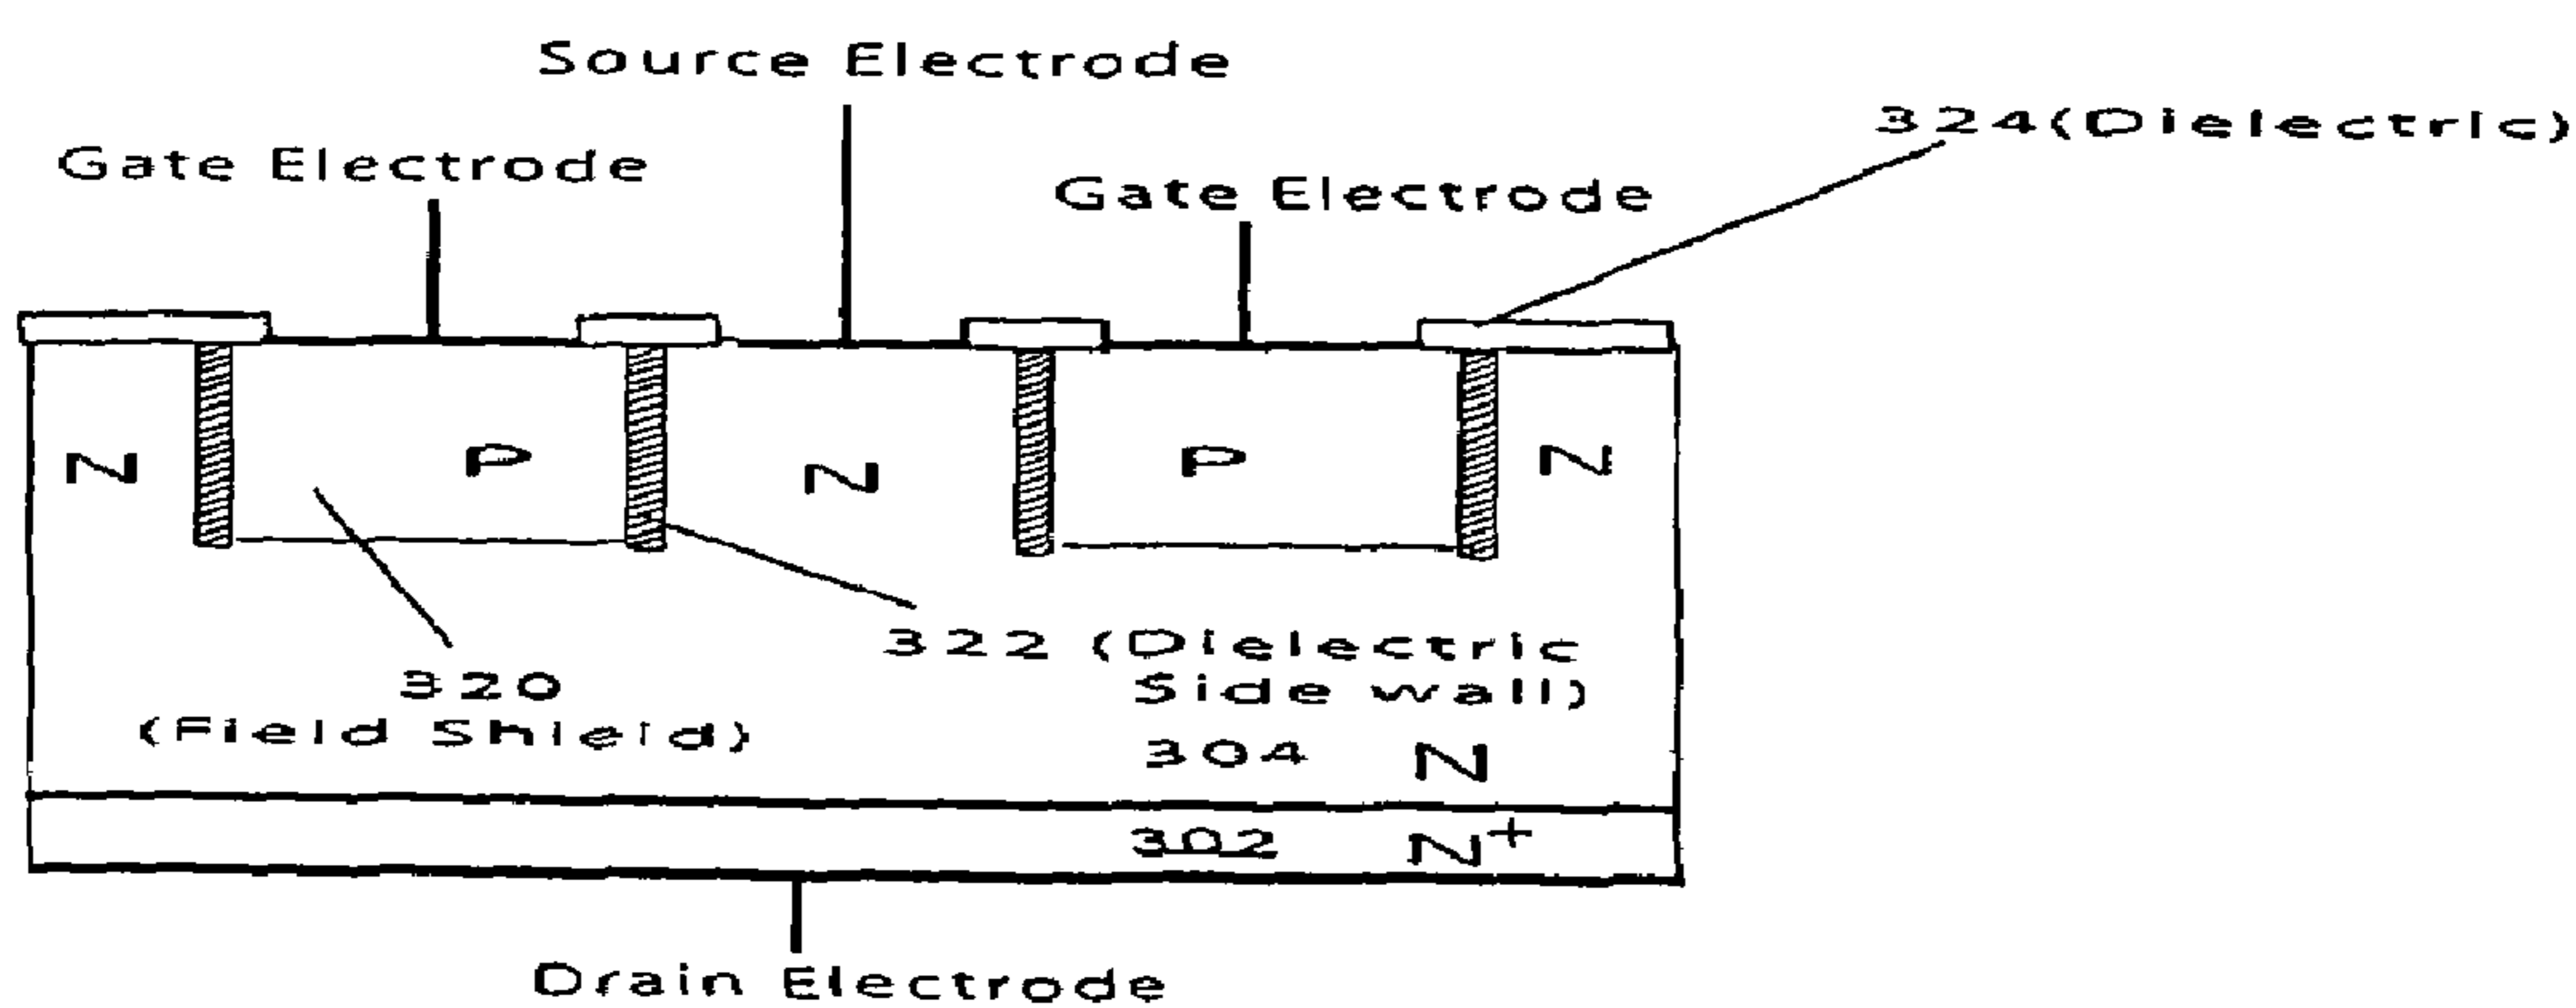 Source Electrode
324(Dielectric)
Gate Electrode
Gate Electrode
N
P
N
P
N
322 (Dielectric
Side wall)
320
(Field Shield)
304 N
302 N+
Drain Electrode